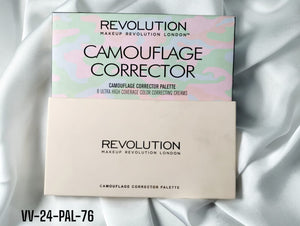 REVOLUTION
MAKEUP REVOLUTION LONDON™
CAMOUFLAGE
CORRECTOR
CAMOUFLAGE CORRECTOR PALETTE
8 ULTRA HIGH COVERAGE COLOR CORRECTING CREAMS
REVOLUTION
MAKEUP REVOLUTION LONDON
CAMOUFLAGE CORRECTOR PALETTE
VV-24-PAL-76